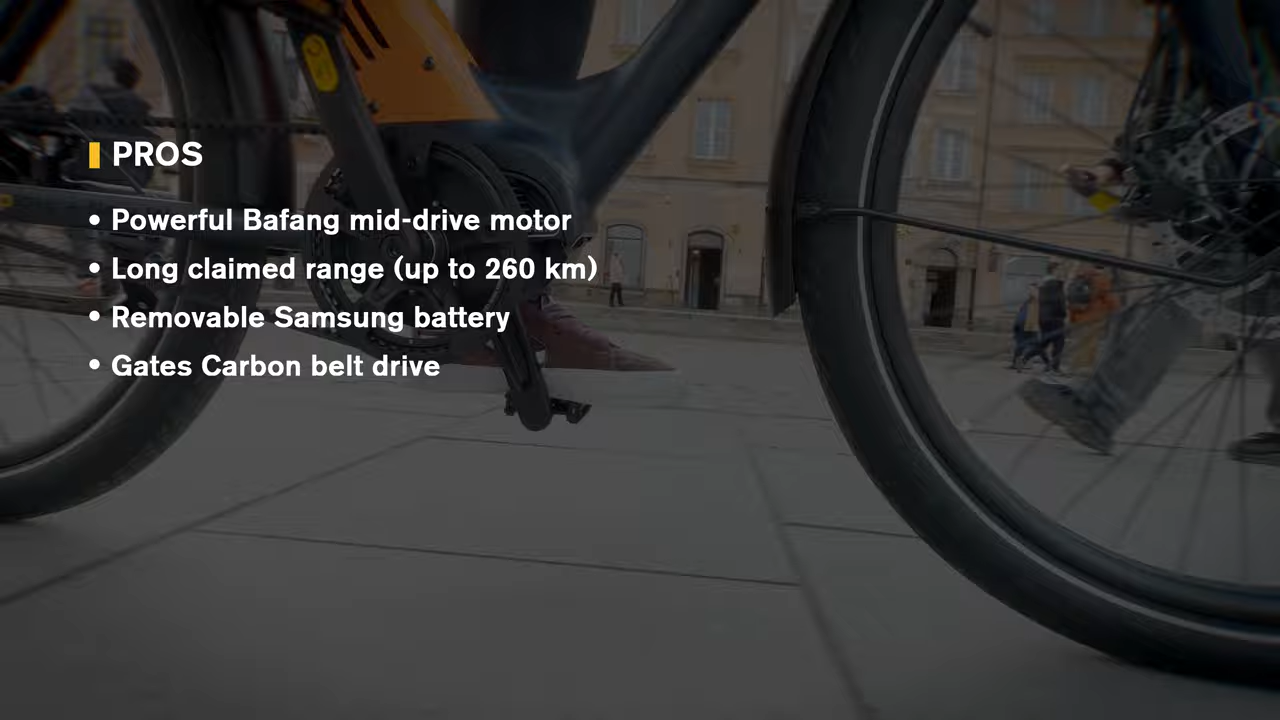 PROS
• Powerful Bafang mid-drive motor
• Long claimed range (up to 260 km)
• Removable Samsung battery
• Gates Carbon belt drive